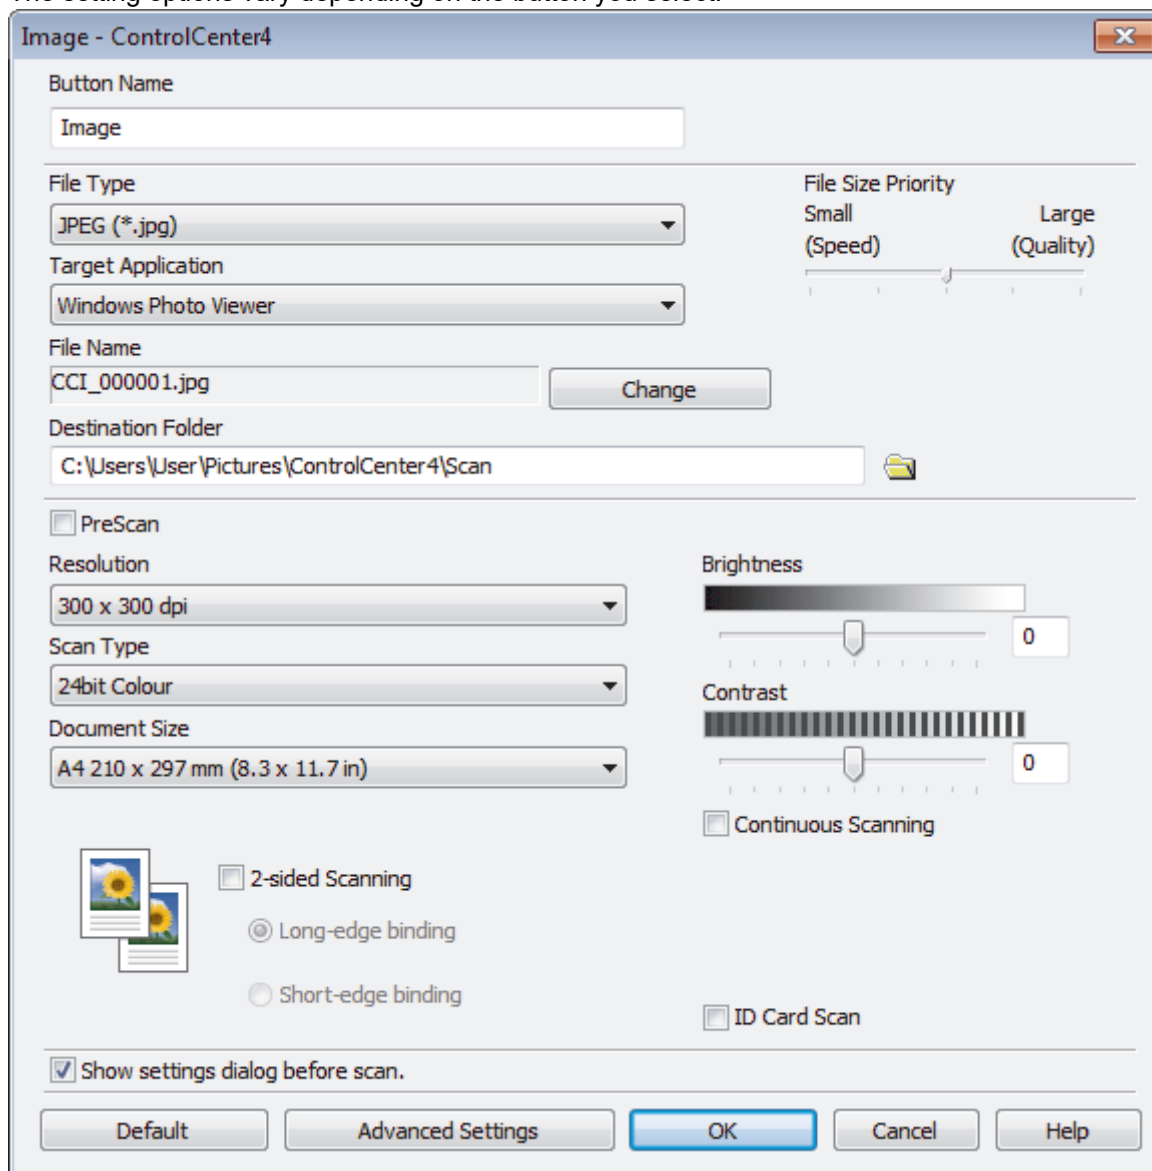 The setting options vary depending on the button you select.
Image - ControlCenter4
Button Name
Image
File Type
JPEG (*.jpg)
Target Application
Windows Photo Viewer
File Name
CCI_000001.jpg
Change
Destination Folder
C:\Users\User\Pictures\ControlCenter4\Scan
File Size Priority
Small Large
(Speed) (Quality)
PreScan
Resolution
300 x 300 dpi
Scan Type
24bit Colour
Document Size
A4 210 x 297 mm (8.3 x 11.7 in)
Brightness
0
Contrast
0
Continuous Scanning
2-sided Scanning
Long-edge binding
Short-edge binding
ID Card Scan
Show settings dialog before scan.
Default Advanced Settings OK Cancel Help